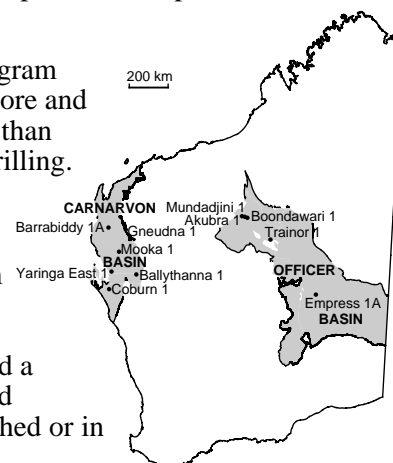 ogram
200 km
ore and
than
rilling.
CARNARVON
Mundadjini 1
Akubra 1
Boondawari 1
Barrabiddy 1A
Gneudna 1
Trainor 1
Mooka 1
BASIN
Yaringa East 1
Ballythanna 1
OFFICER
Coburn 1
Empress 1A
BASIN
d a
d
hed or in